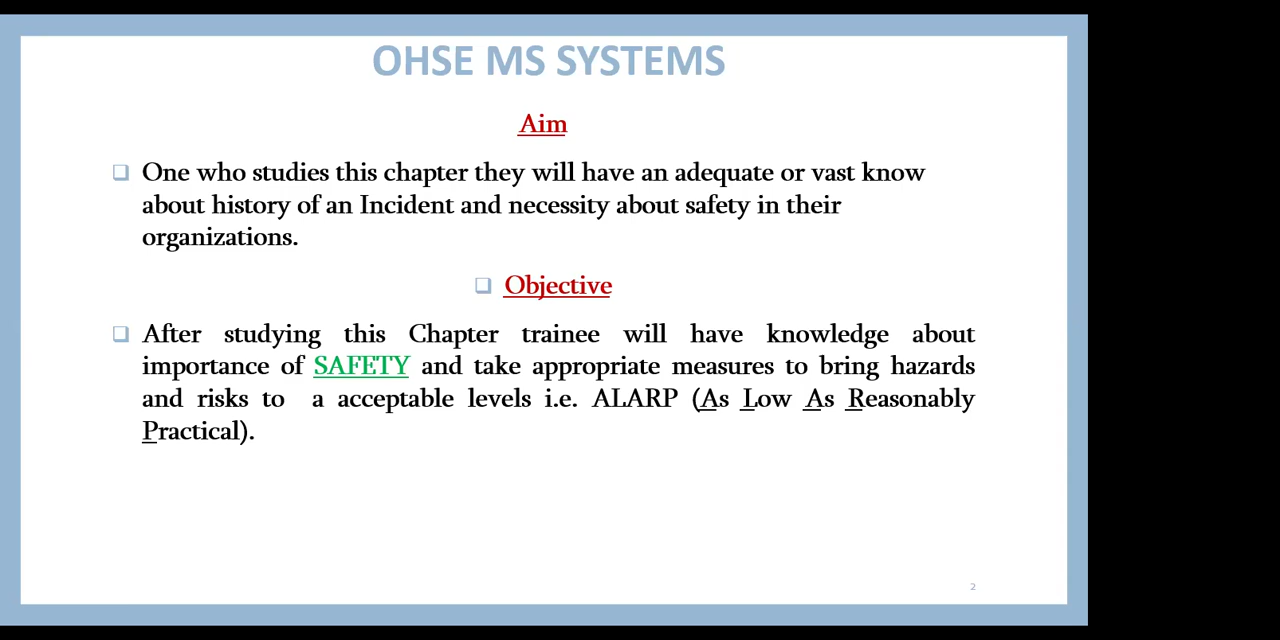 OHSE MS SYSTEMS
Aim
❑ One who studies this chapter they will have an adequate or vast know
about history of an Incident and necessity about safety in their
organizations.
❑ Objective
❑ After studying this Chapter trainee will have knowledge about
importance of SAFETY and take appropriate measures to bring hazards
and risks to a acceptable levels i.e. ALARP (As Low As Reasonably
Practical).
2